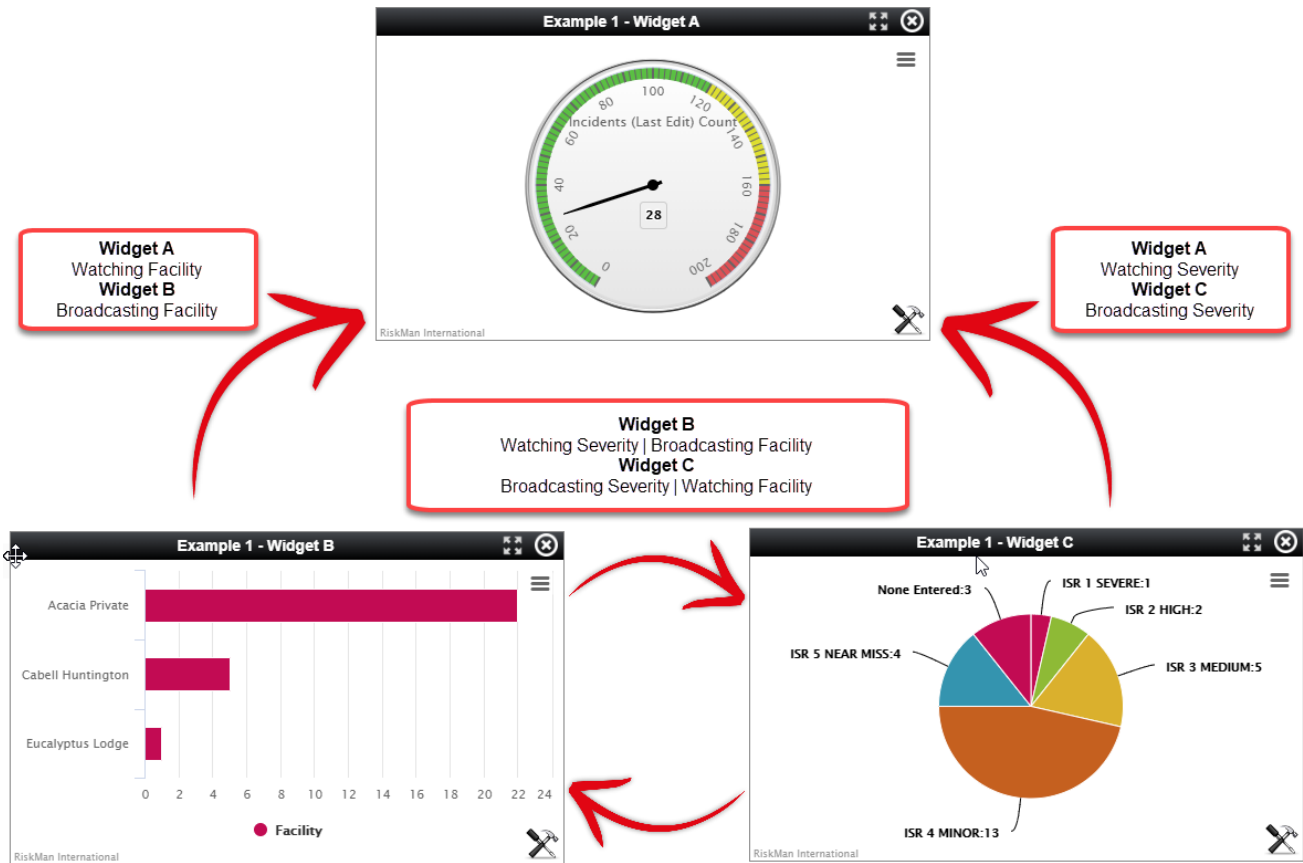 Example 1 - Widget A
Incidents (Last Edit) Count
0
20
40
60
80
100
120
140
160
180
200
28
RiskMan International
Widget A
Watching Facility
Widget B
Broadcasting Facility
Widget A
Watching Severity
Widget C
Broadcasting Severity
Widget B
Watching Severity | Broadcasting Facility
Widget C
Broadcasting Severity | Watching Facility
Example 1 - Widget B
Acacia Private
Cabell Huntington
Eucalyptus Lodge
0 2 4 6 8 10 12 14 16 18 20 22 24
Facility
RiskMan International
Example 1 - Widget C
None Entered:3
ISR 1 SEVERE:1
ISR 2 HIGH:2
ISR 5 NEAR MISS:4
ISR 3 MEDIUM:5
ISR 4 MINOR:13
RiskMan International